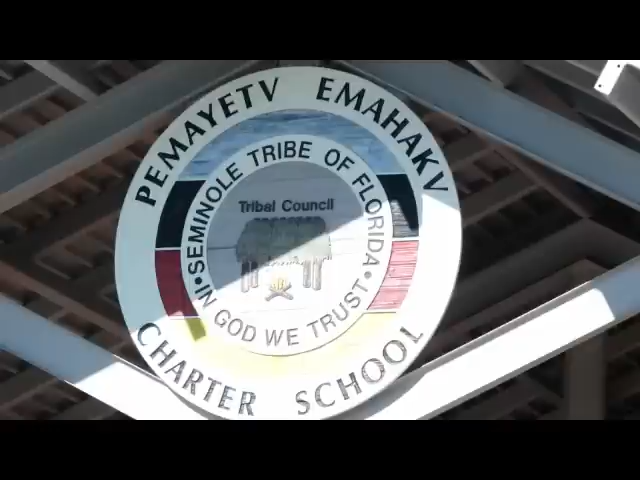 PEMAYETV EMAHAKV
SEMINOLE TRIBE OF FLORIDA
Tribal Council
IN GOD WE TRUST
CHARTER SCHOOL